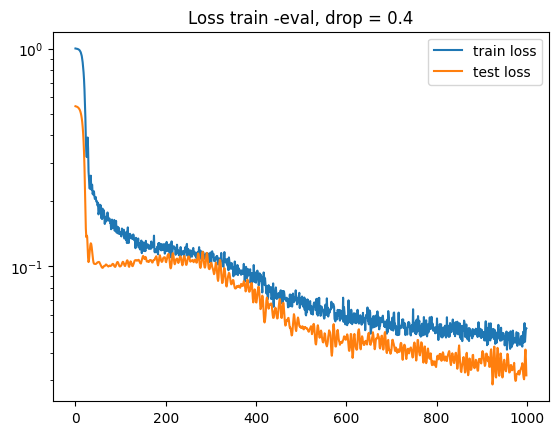 Loss train -eval, drop = 0.4
train loss
test loss
10⁰
10⁻¹
0 200 400 600 800 1000